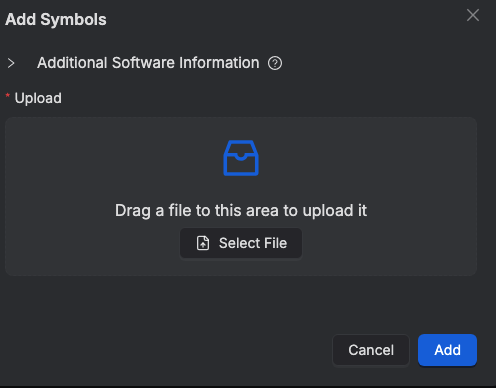 Add Symbols
Additional Software Information
* Upload
Drag a file to this area to upload it
Select File
Cancel Add